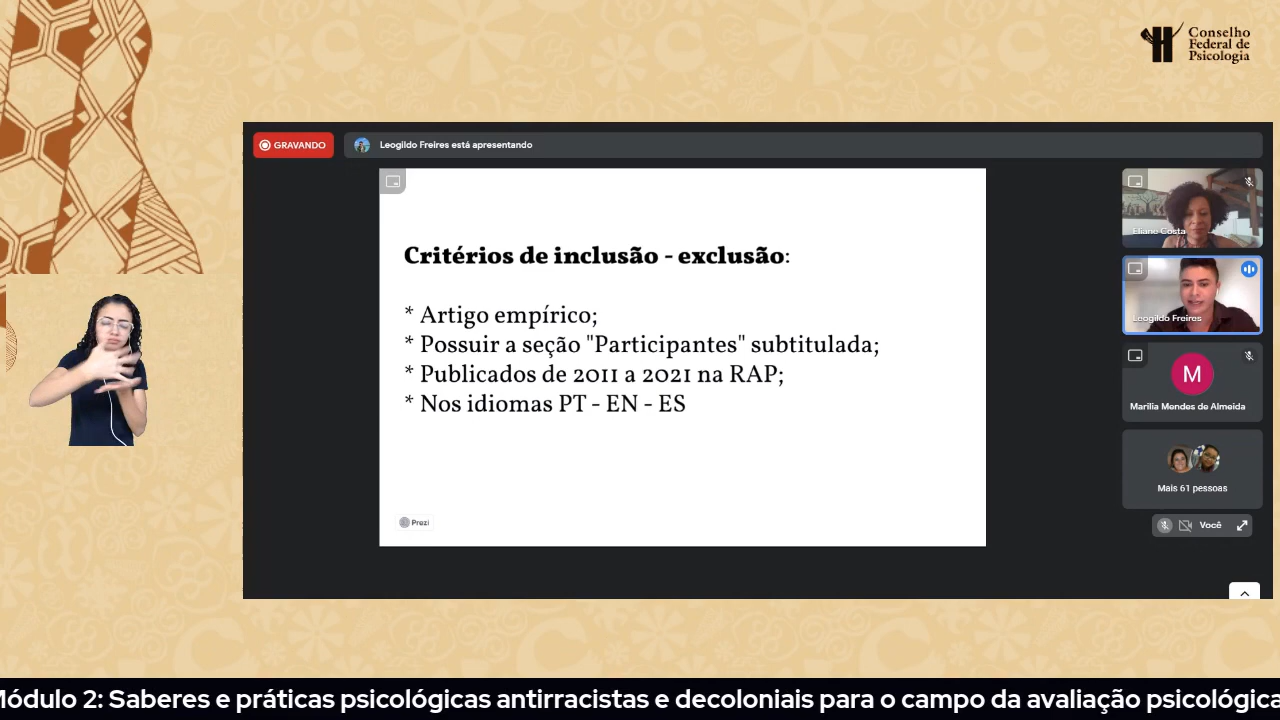 Conselho
Federal de
Psicologia
GRAVANDO
Leogildo Freires está apresentando
Critérios de inclusão - exclusão:
* Artigo empírico;
* Possuir a seção "Participantes" subtitulada;
* Publicados de 2011 a 2021 na RAP;
* Nos idiomas PT - EN - ES
Prezi
Eliane Costa
Leogildo Freires
M
Marília Mendes de Almeida
Mais 61 pessoas
Você
Módulo 2: Saberes e práticas psicológicas antirracistas e decoloniais para o campo da avaliação psicológica